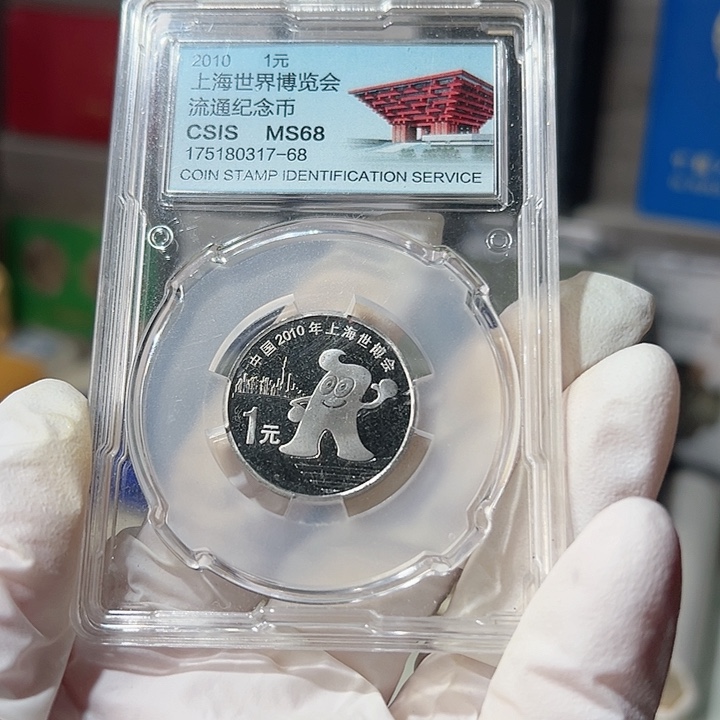 2010 1元
上海世界博览会
流通纪念币
CSIS MS68
175180317-68
COIN STAMP IDENTIFICATION SERVICE
中国2010年上海世博会
1元